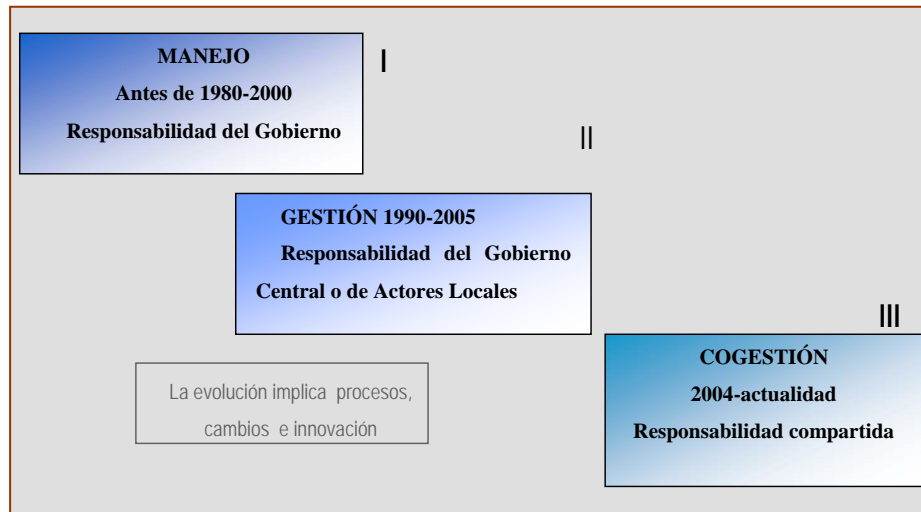 MANEJO
Antes de 1980-2000
Responsabilidad del Gobierno
I
II
GESTIÓN 1990-2005
Responsabilidad del Gobierno
Central o de Actores Locales
III
COGESTIÓN
2004-actualidad
Responsabilidad compartida
La evolución implica procesos,
cambios e innovación